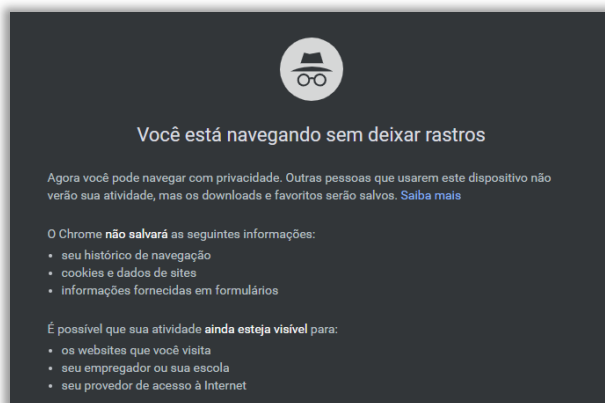 Você está navegando sem deixar rastros
Agora você pode navegar com privacidade. Outras pessoas que usarem este dispositivo não
verão sua atividade, mas os downloads e favoritos serão salvos. Saiba mais
O Chrome não salvará as seguintes informações:
• seu histórico de navegação
• cookies e dados de sites
• informações fornecidas em formulários
É possível que sua atividade ainda esteja visível para:
• os websites que você visita
• seu empregador ou sua escola
• seu provedor de acesso à Internet